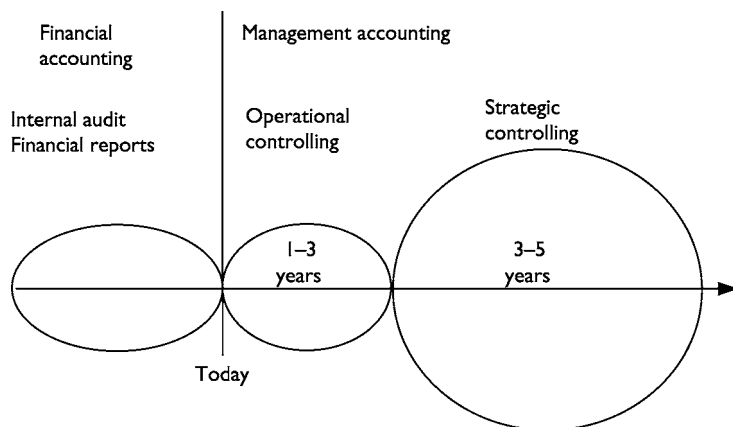 Financial
accounting
Management accounting
Internal audit
Financial reports
Operational
controlling
Strategic
controlling
1–3
years
3–5
years
Today